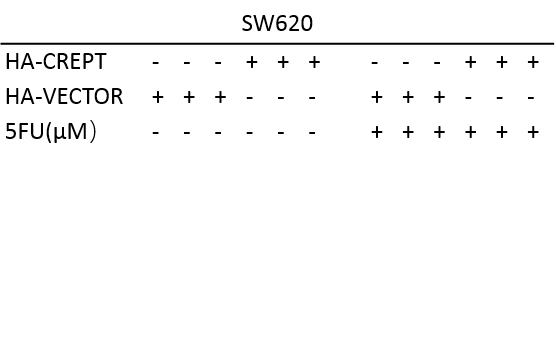 SW620
HA-CREPT - - - + + + - - - + + +
HA-VECTOR + + + - - - + + + - - -
5FU(μM） - - - - - - + + + + + +